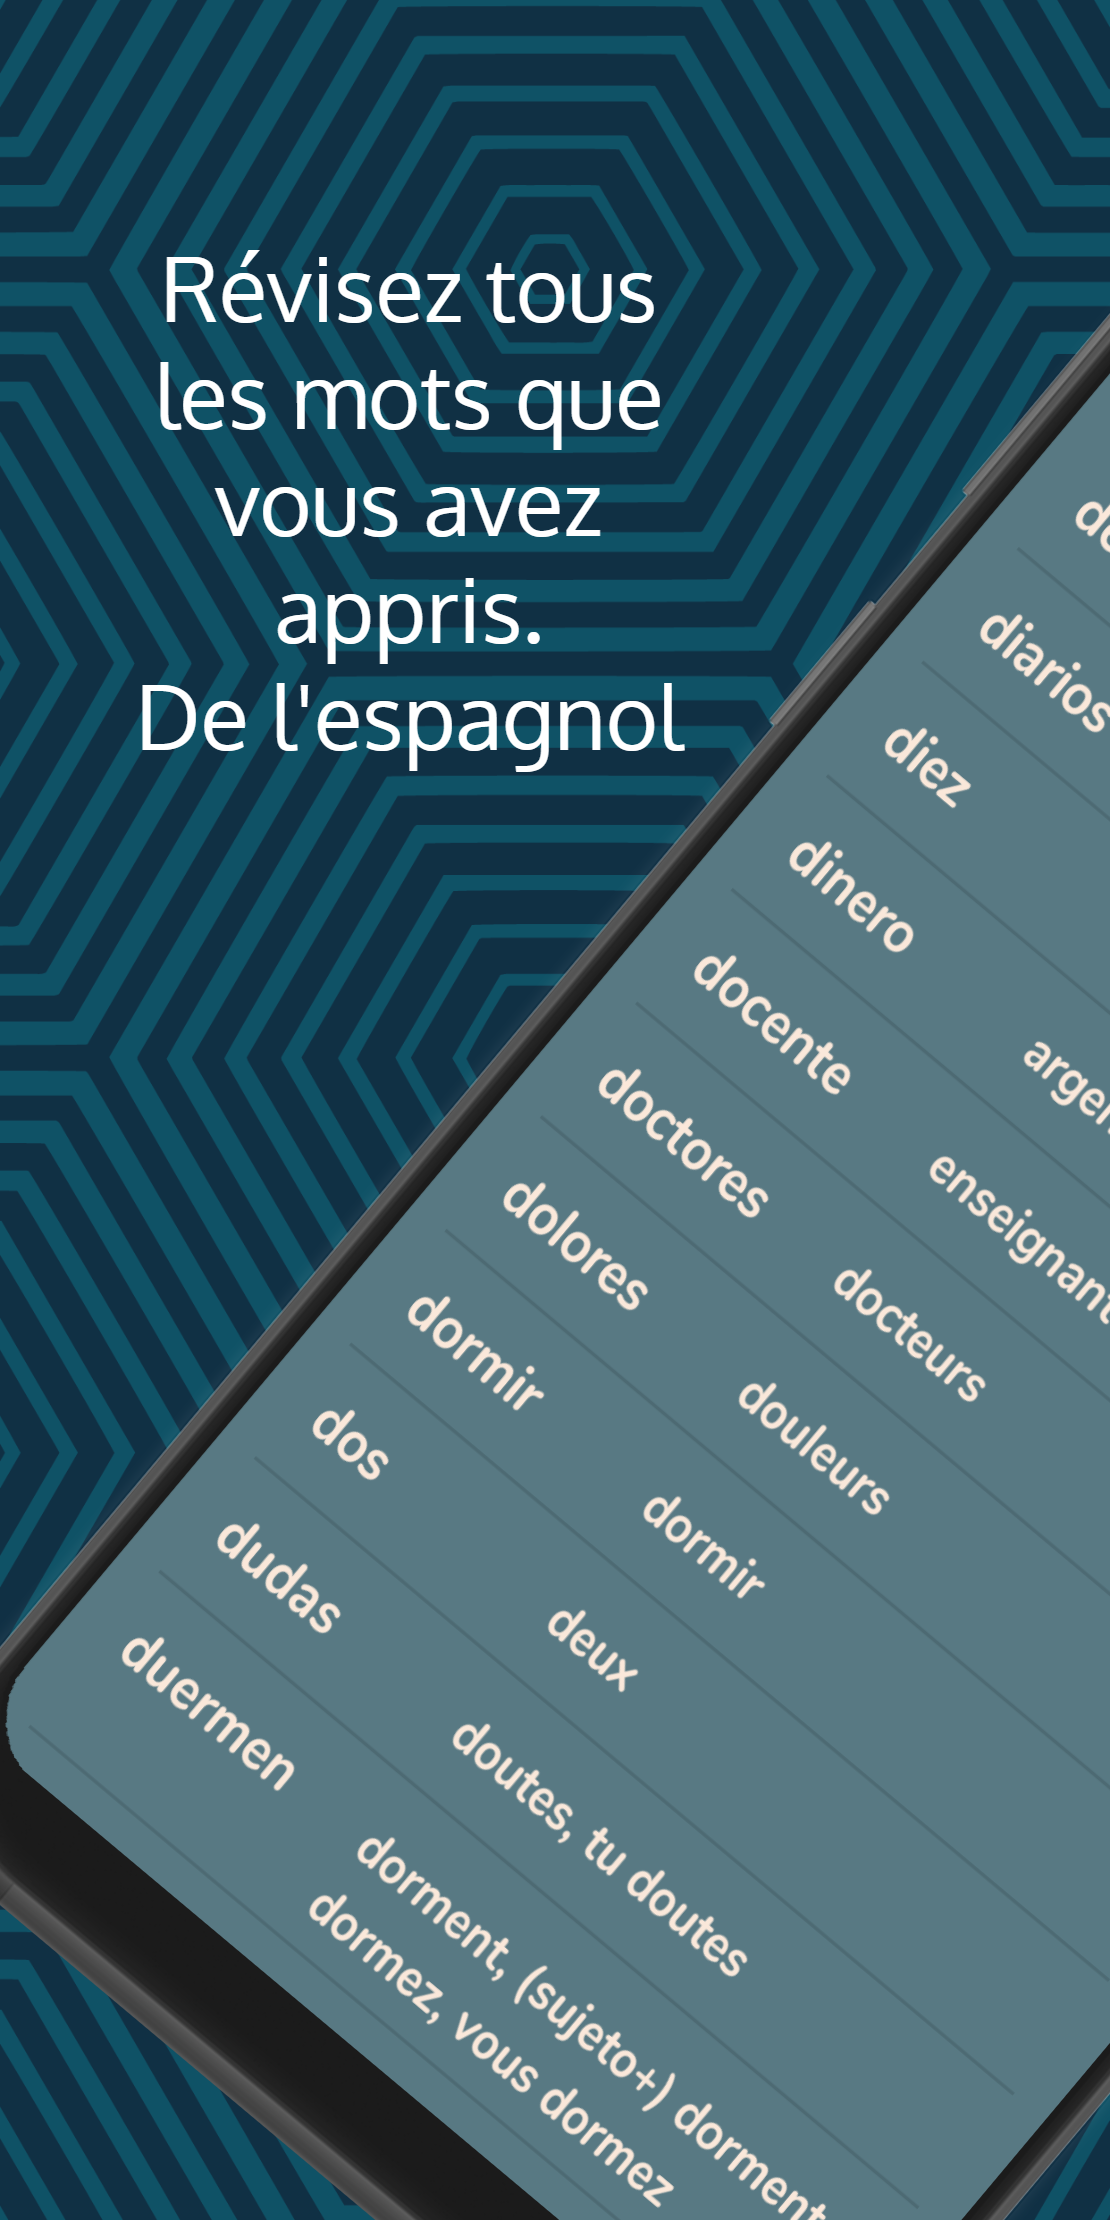 Révisez tous
les mots que
vous avez
appris.
De l'espagnol
diarios
diez
dinero
docente
enseignant
doctores
docteurs
dolores
douleurs
dormir
dormir
dos
deux
dudas
doutes, tu doutes
duermen
dorment, (sujeto+) dorment
dormez, vous dormez